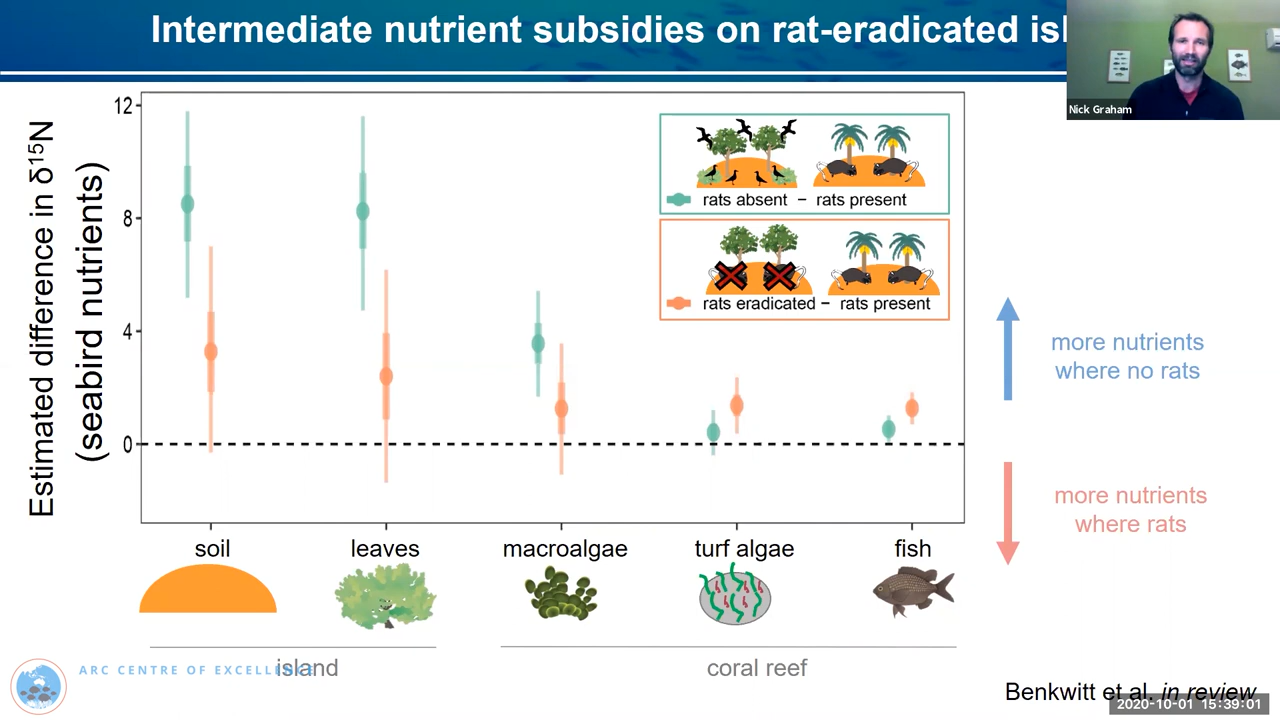 Intermediate nutrient subsidies on rat-eradicated
Nick Graham
Estimated difference in δ15N
(seabird nutrients)
12
8
4
0
rats absent − rats present
rats eradicated − rats present
more nutrients
where no rats
more nutrients
where rats
soil
leaves
macroalgae
turf algae
fish
island
coral reef
ARC CENTRE OF EXCELLENCE
Benkwitt et al. in review
2020-10-01 15:39:01